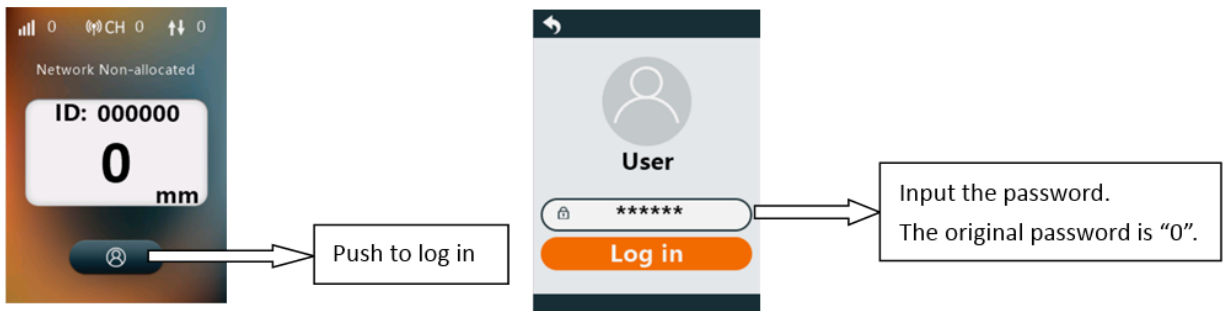 0 CH 0 0
Network Non-allocated
ID: 000000
0
mm
Push to log in
User
******
Log in
Input the password.
The original password is “0”.